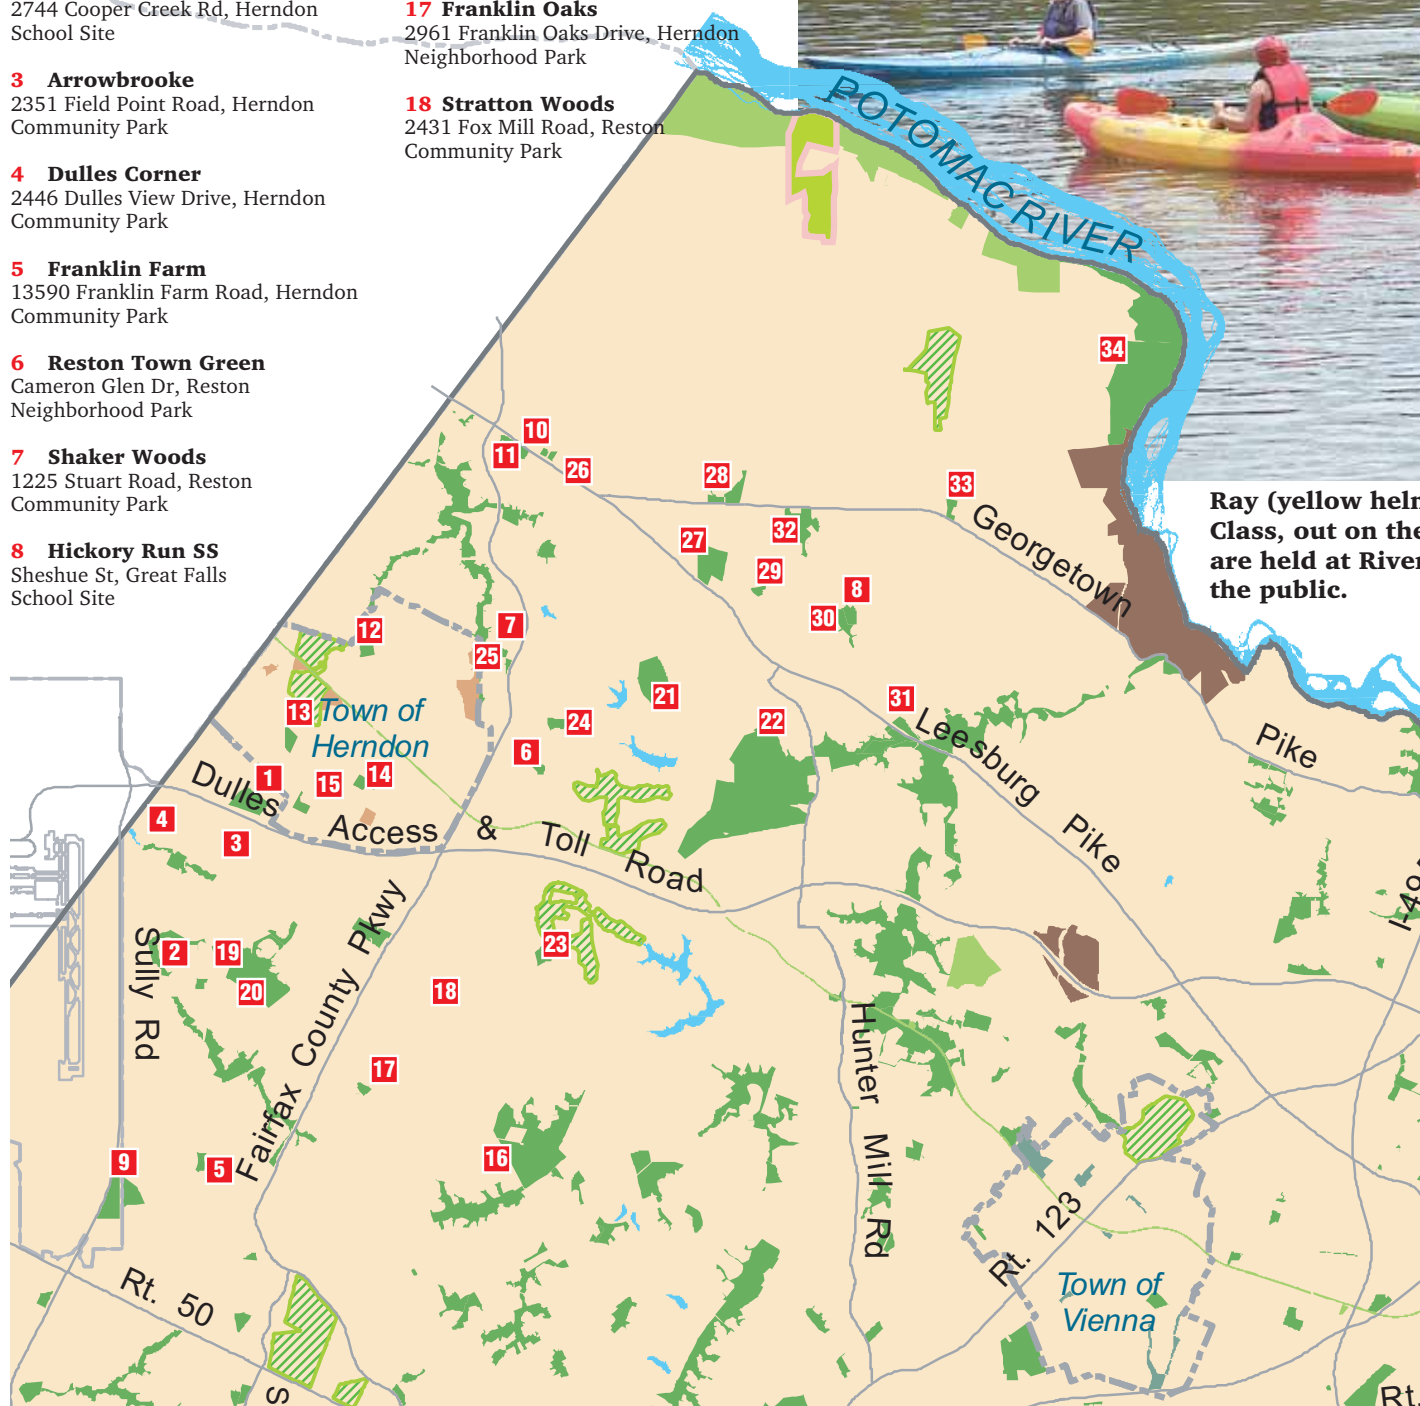 2744 Cooper Creek Rd, Herndon
School Site
3 Arrowbrooke
2351 Field Point Road, Herndon
Community Park
4 Dulles Corner
2446 Dulles View Drive, Herndon
Community Park
5 Franklin Farm
13590 Franklin Farm Road, Herndon
Community Park
6 Reston Town Green
Cameron Glen Dr, Reston
Neighborhood Park
7 Shaker Woods
1225 Stuart Road, Reston
Community Park
8 Hickory Run SS
Sheshue St, Great Falls
School Site
17 Franklin Oaks
2961 Franklin Oaks Drive, Herndon
Neighborhood Park
18 Stratton Woods
2431 Fox Mill Road, Reston
Community Park
POTOMAC RIVER
34
10
11
26
28
33
Georgetown
Pike
27
32
29
8
30
12
7
25
13
Town of
Herndon
21
24
22
31
Leesburg
Pike
6
1
15
14
4
3
Dulles
Access & Toll
Road
2
19
20
23
18
17
Sully Rd
Fairfax County Pkwy
Hunter Mill Rd
9
5
16
Rt. 50
S
Rt. 123
Town of
Vienna
Rt.
I-49
Ray (yellow
Class, out on the
are held at River
the public.